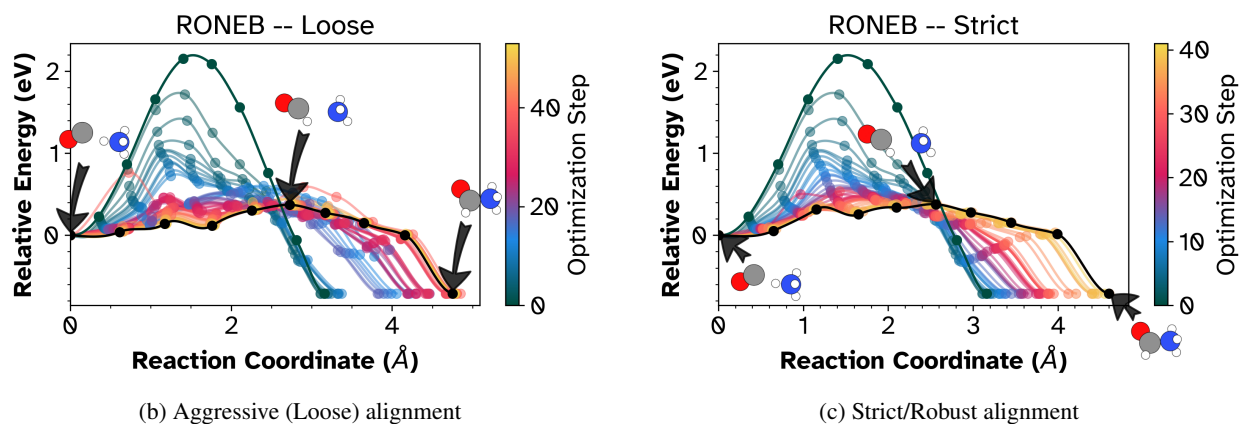 RONEB -- Loose
Relative Energy (eV)
2
1
0
0
2
4
Reaction Coordinate (Å)
40
20
0
Optimization Step
(b) Aggressive (Loose) alignment
RONEB -- Strict
Relative Energy (eV)
2
1
0
0
1
2
3
4
Reaction Coordinate (Å)
40
30
20
10
0
Optimization Step
(c) Strict/Robust alignment